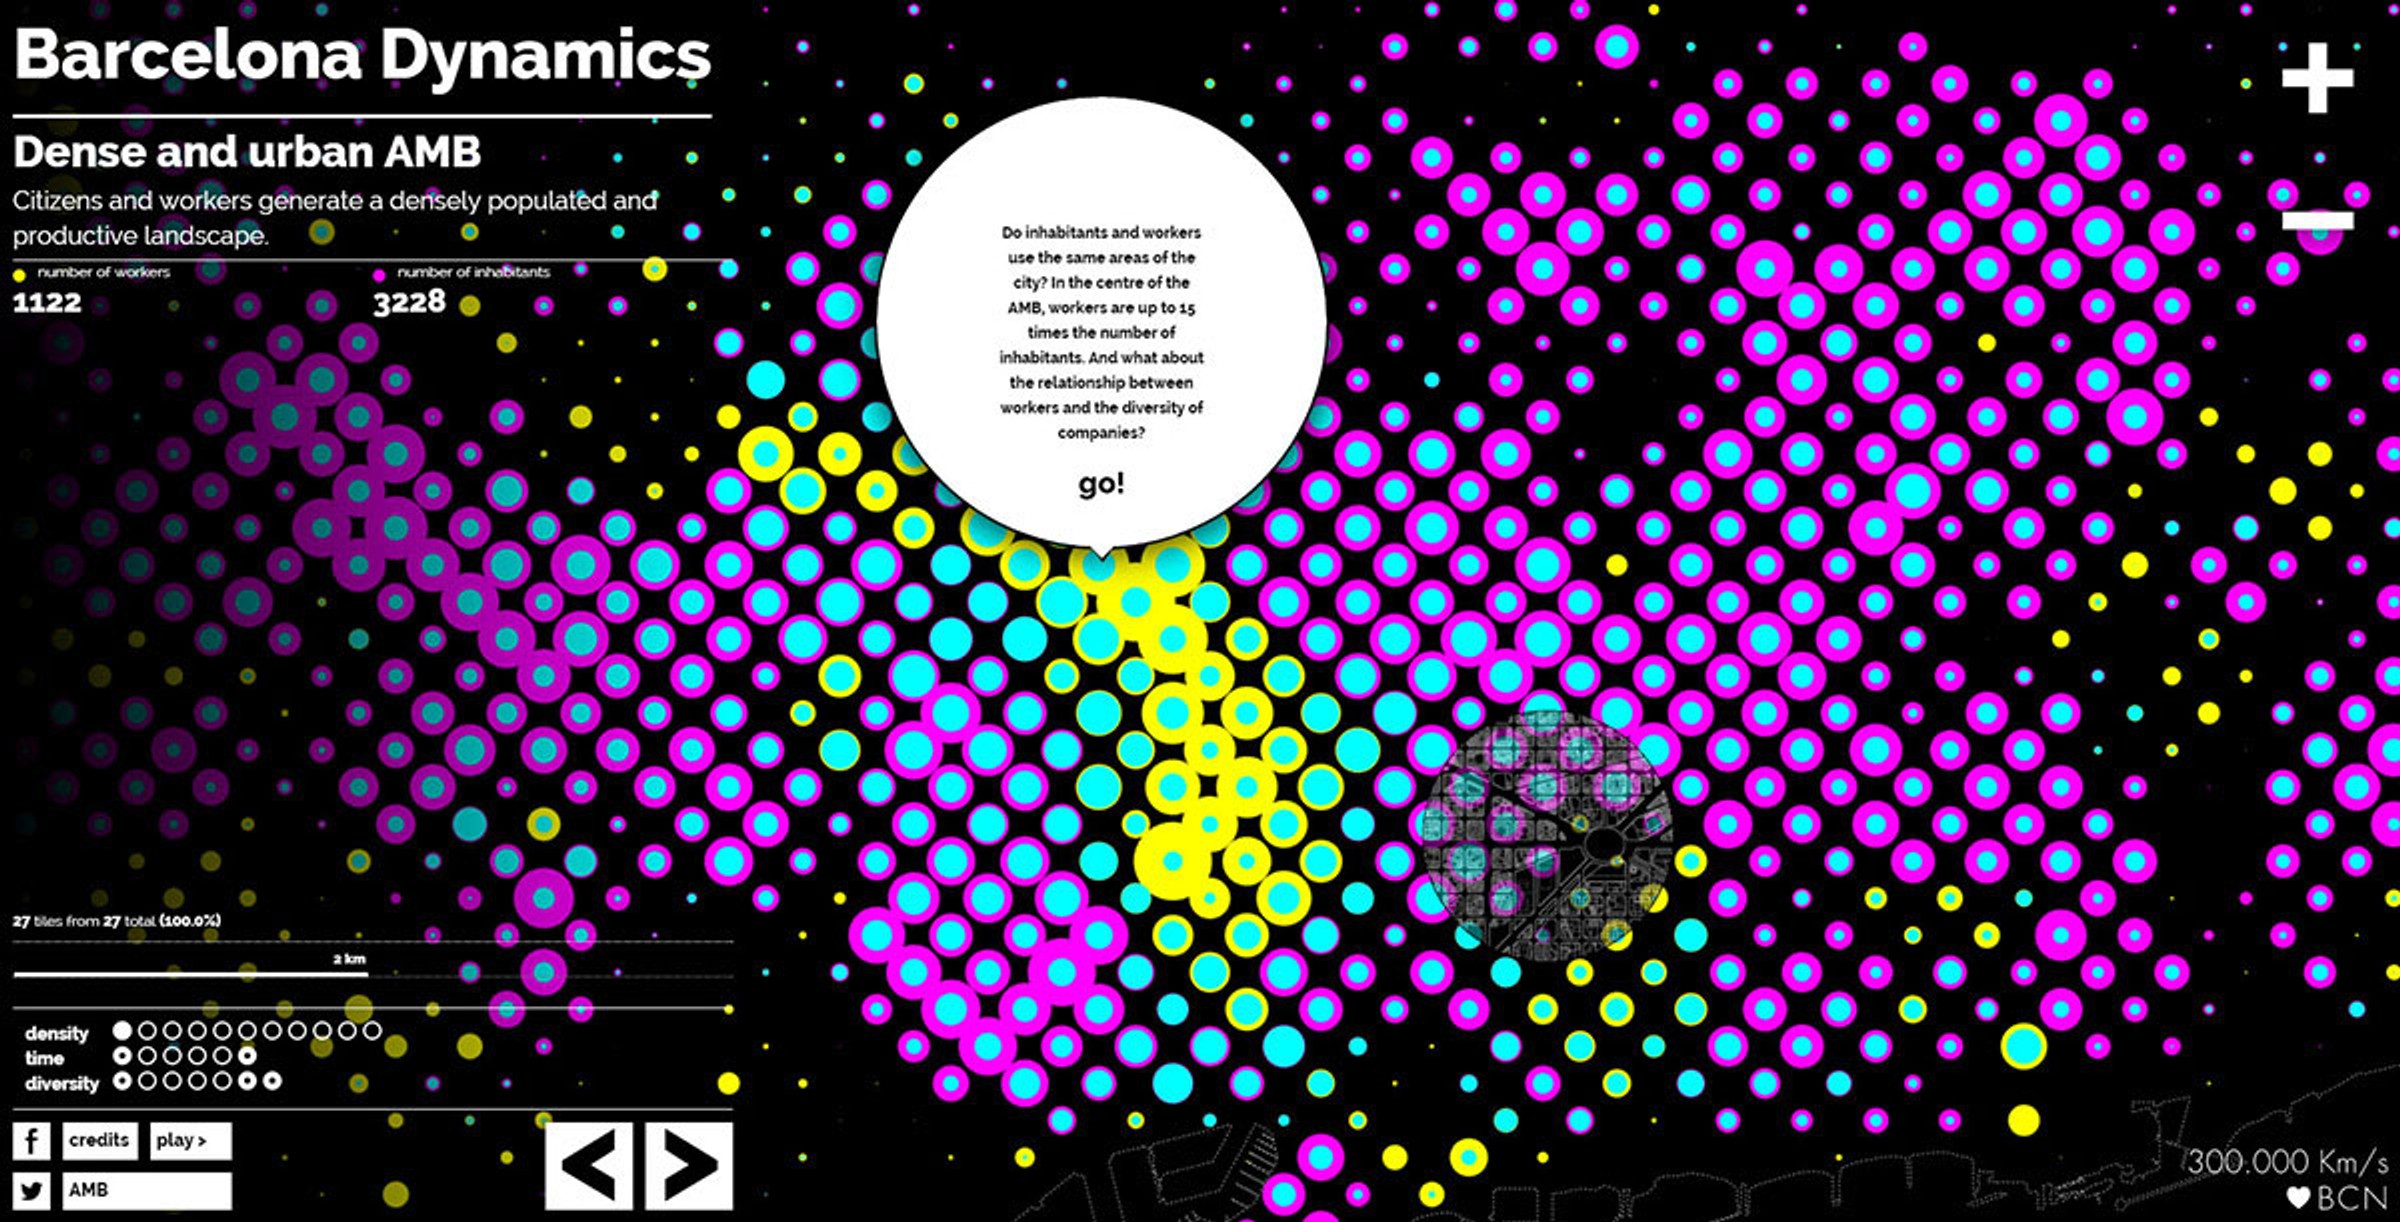 Barcelona Dynamics
Dense and urban AMB
Citizens and workers generate a densely populated and
productive landscape.
number of workers
1122
number of inhabitants
3228
Do inhabitants and workers
use the same areas of the
city? In the centre of the
AMB, workers are up to 15
times the number of
inhabitants. And what about
the relationship between
workers and the diversity of
companies?
go!
27 tiles from 27 total (100.0%)
2 km
density
time
diversity
credits
play >
AMB
300.000 Km/s
♥BCN